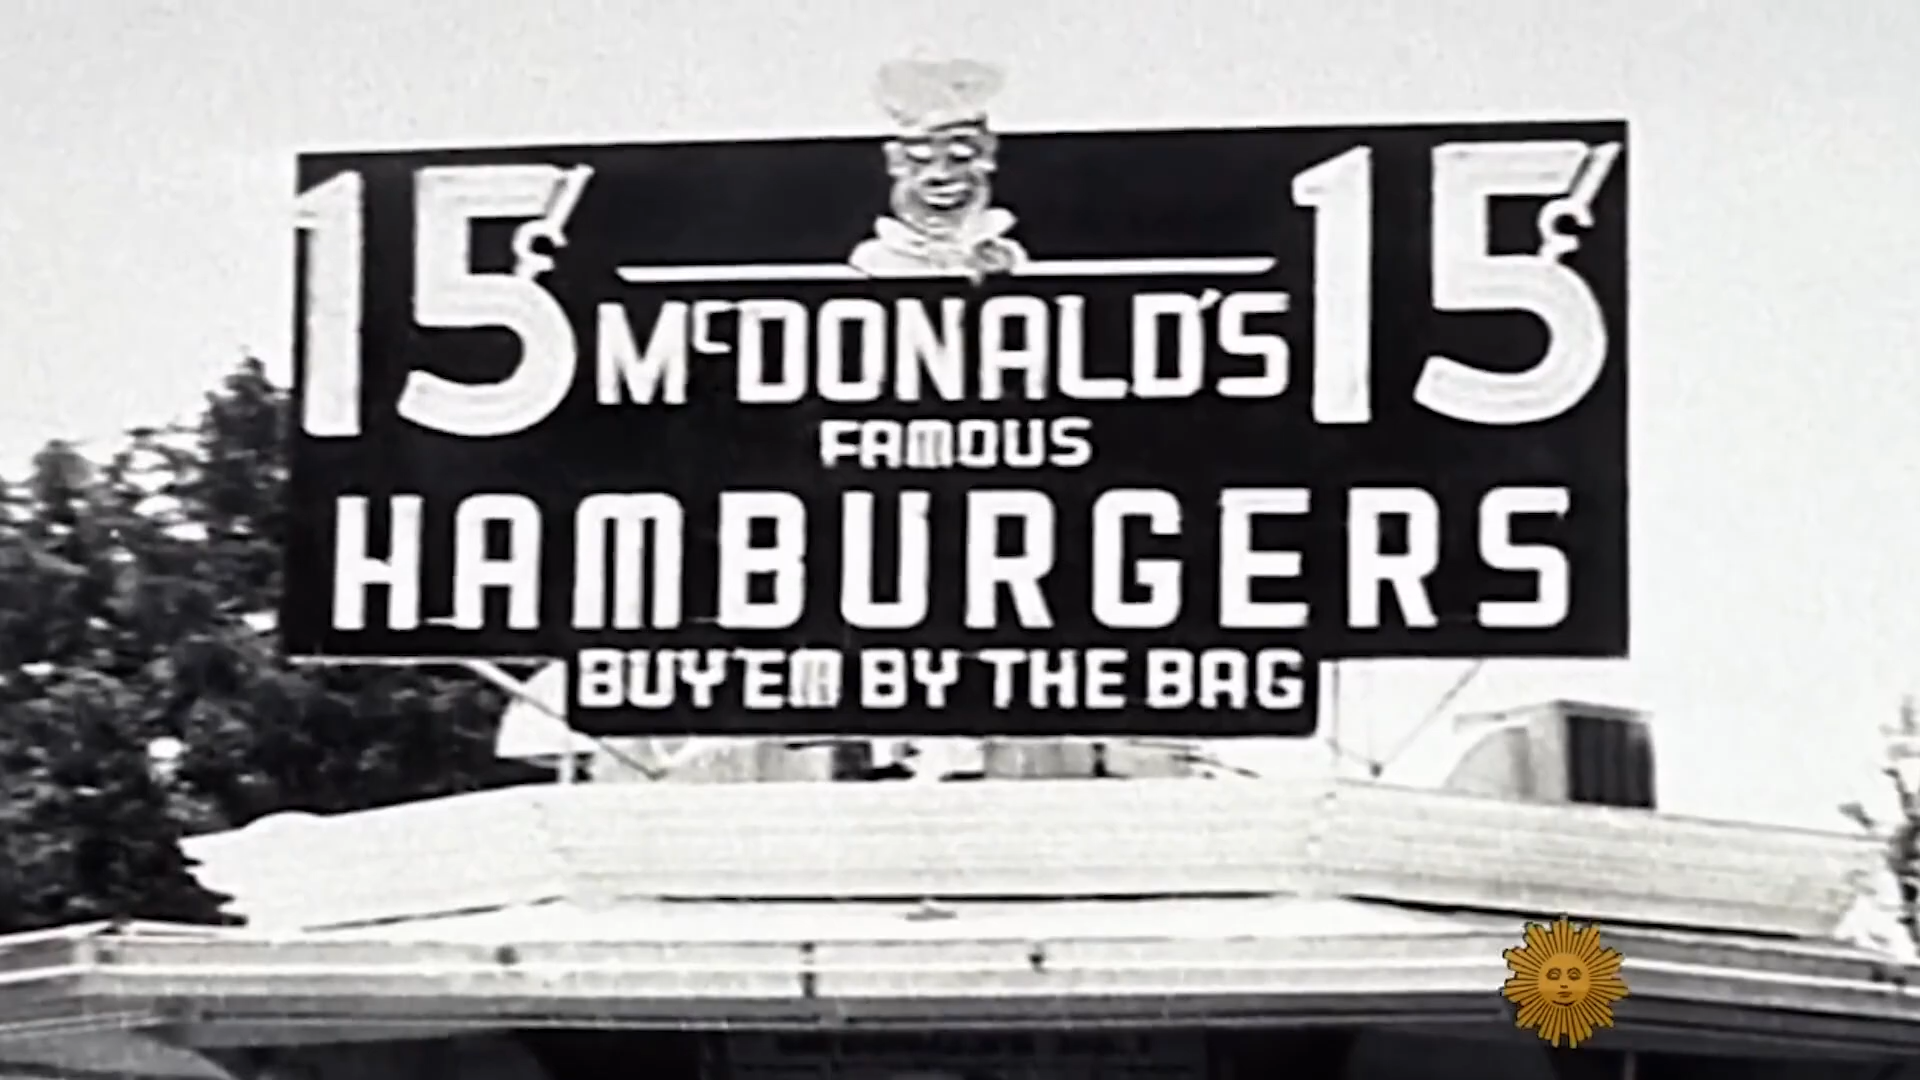 15¢ 15¢
McDONALD'S
FAMOUS
HAMBURGERS
BUY'EM BY THE BAG